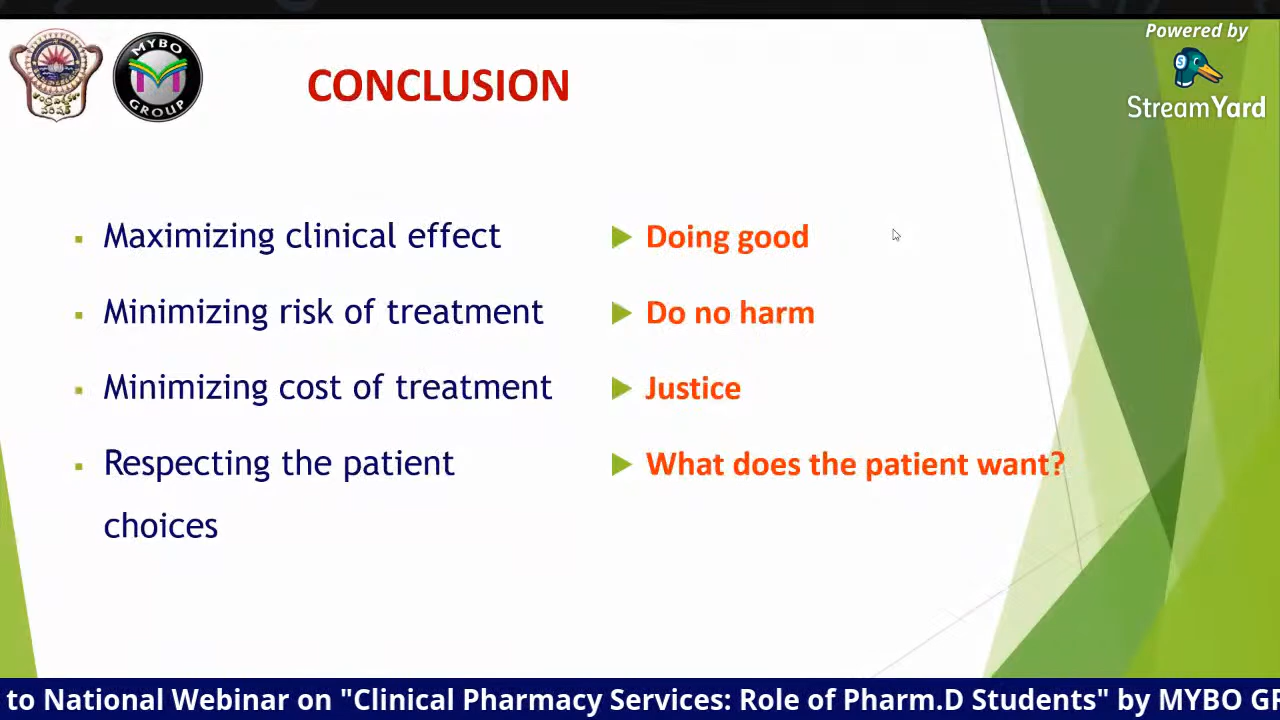 Powered by
StreamYard
MYBO
GROUP
CONCLUSION
Maximizing clinical effect
Minimizing risk of treatment
Minimizing cost of treatment
Respecting the patient
choices
Doing good
Do no harm
Justice
What does the patient want?
to National Webinar on "Clinical Pharmacy Services: Role of Pharm.D Students" by MYBO